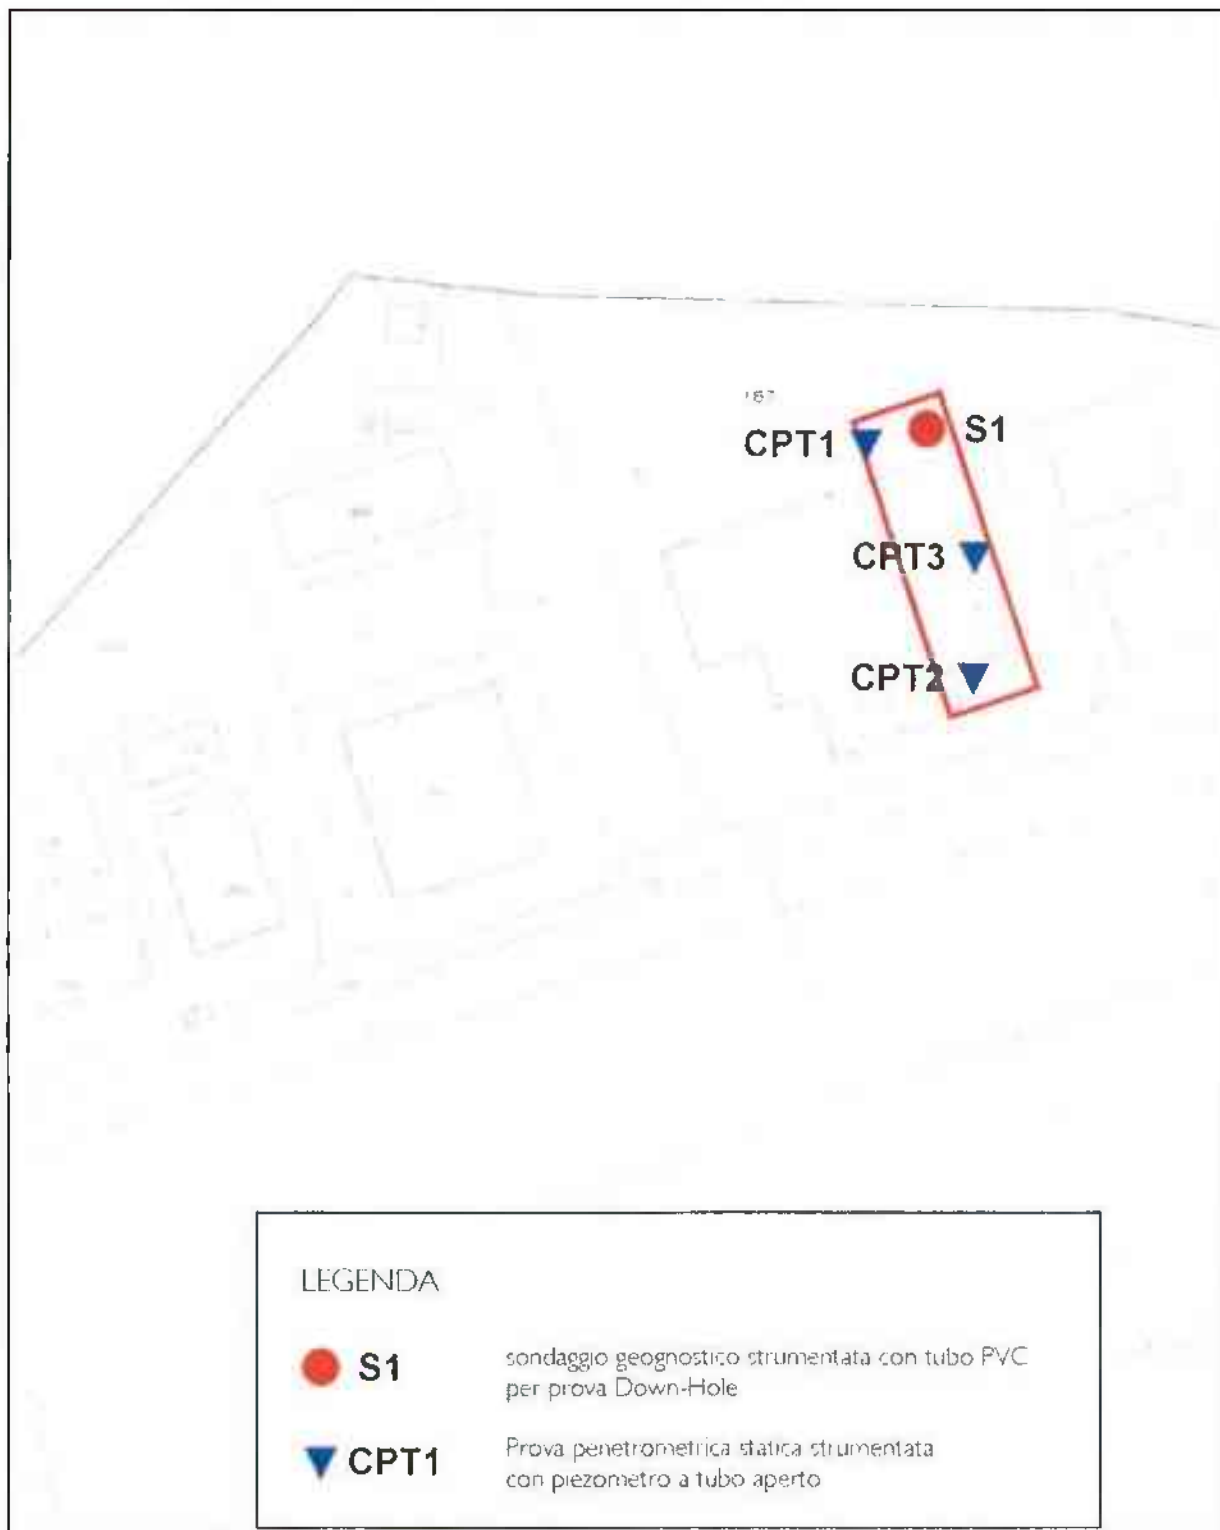 187
CPT1
S1
CPT3
CPT2
LEGENDA
S1
sondaggio geognostico strumentata con tubo PVC
per prova Down-Hole
CPT1
Prova penetrometrica statica strumentata
con piezometro a tubo aperto